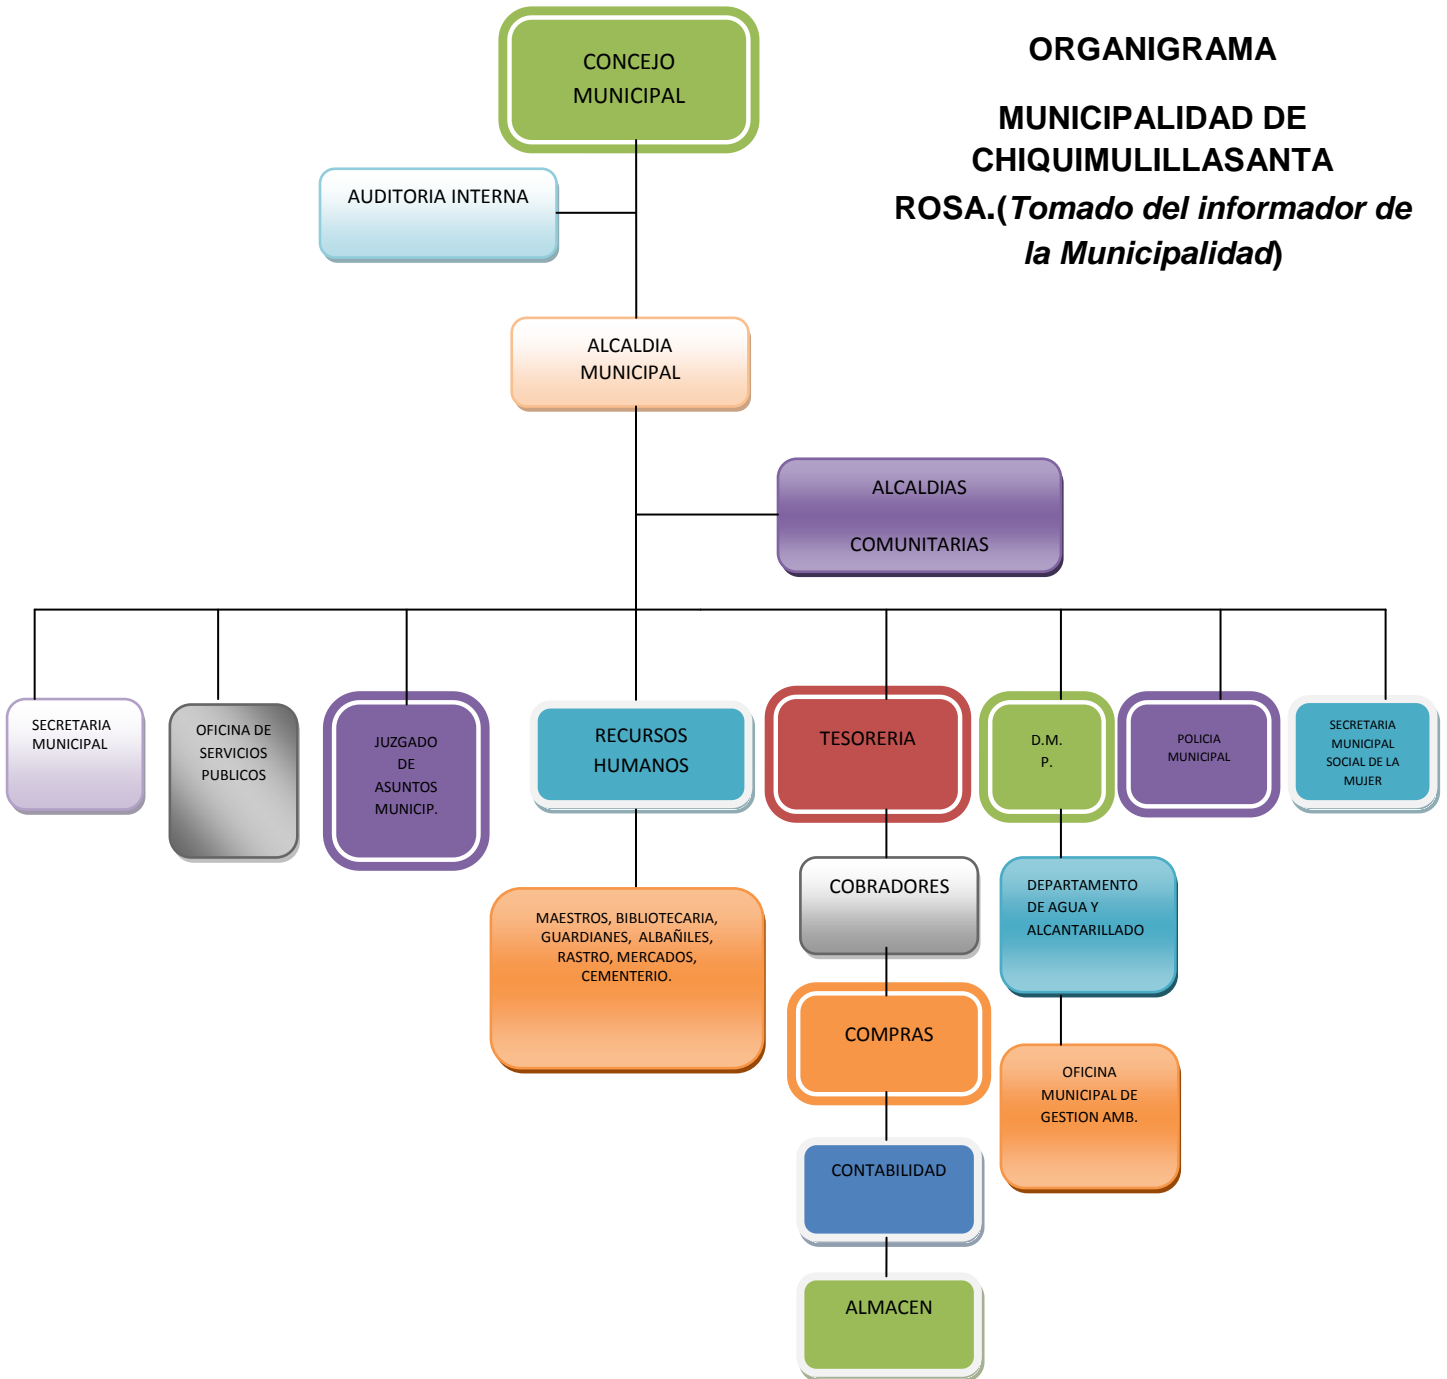 CONCEJO
MUNICIPAL
ORGANIGRAMA
MUNICIPALIDAD DE
CHIQUIMULILLASANTA
ROSA.(Tomado del informador de
la Municipalidad)
AUDITORIA INTERNA
ALCALDIA
MUNICIPAL
ALCALDIAS
COMUNITARIAS
SECRETARIA
MUNICIPAL
OFICINA DE
SERVICIOS
PUBLICOS
JUZGADO
DE
ASUNTOS
MUNICIP.
RECURSOS
HUMANOS
TESORERIA
D.M.
P.
POLICIA
MUNICIPAL
SECRETARIA
MUNICIPAL
SOCIAL DE LA
MUJER
MAESTROS, BIBLIOTECARIA,
GUARDIANES, ALBAÑILES,
RASTRO, MERCADOS,
CEMENTERIO.
COBRADORES
COMPRAS
CONTABILIDAD
ALMACEN
DEPARTAMENTO
DE AGUA Y
ALCANTARILLADO
OFICINA
MUNICIPAL DE
GESTION AMB.